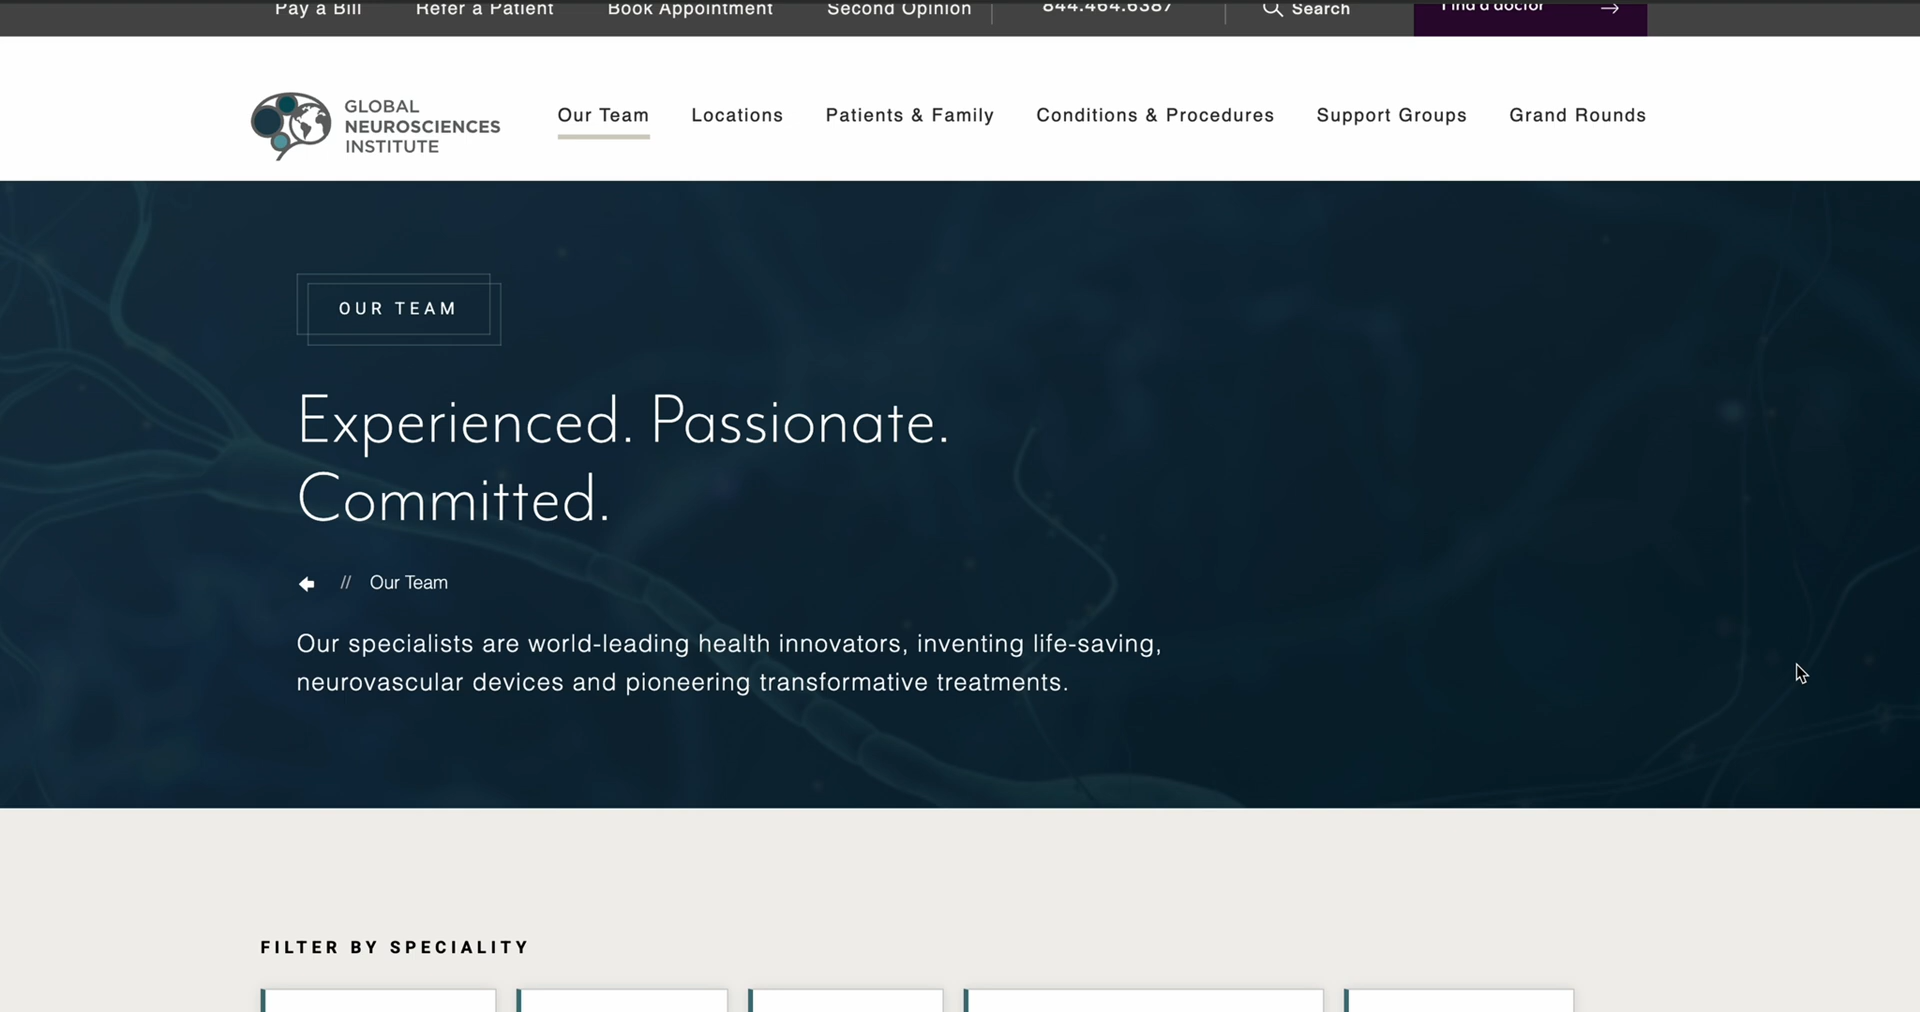 Pay a Bill Refer a Patient Book Appointment Second Opinion 844.464.6387 Search Find a doctor
GLOBAL
NEUROSCIENCES
INSTITUTE
Our Team Locations Patients & Family Conditions & Procedures Support Groups Grand Rounds
OUR TEAM
Experienced. Passionate.
Committed.
// Our Team
Our specialists are world-leading health innovators, inventing life-saving,
neurovascular devices and pioneering transformative treatments.
FILTER BY SPECIALITY